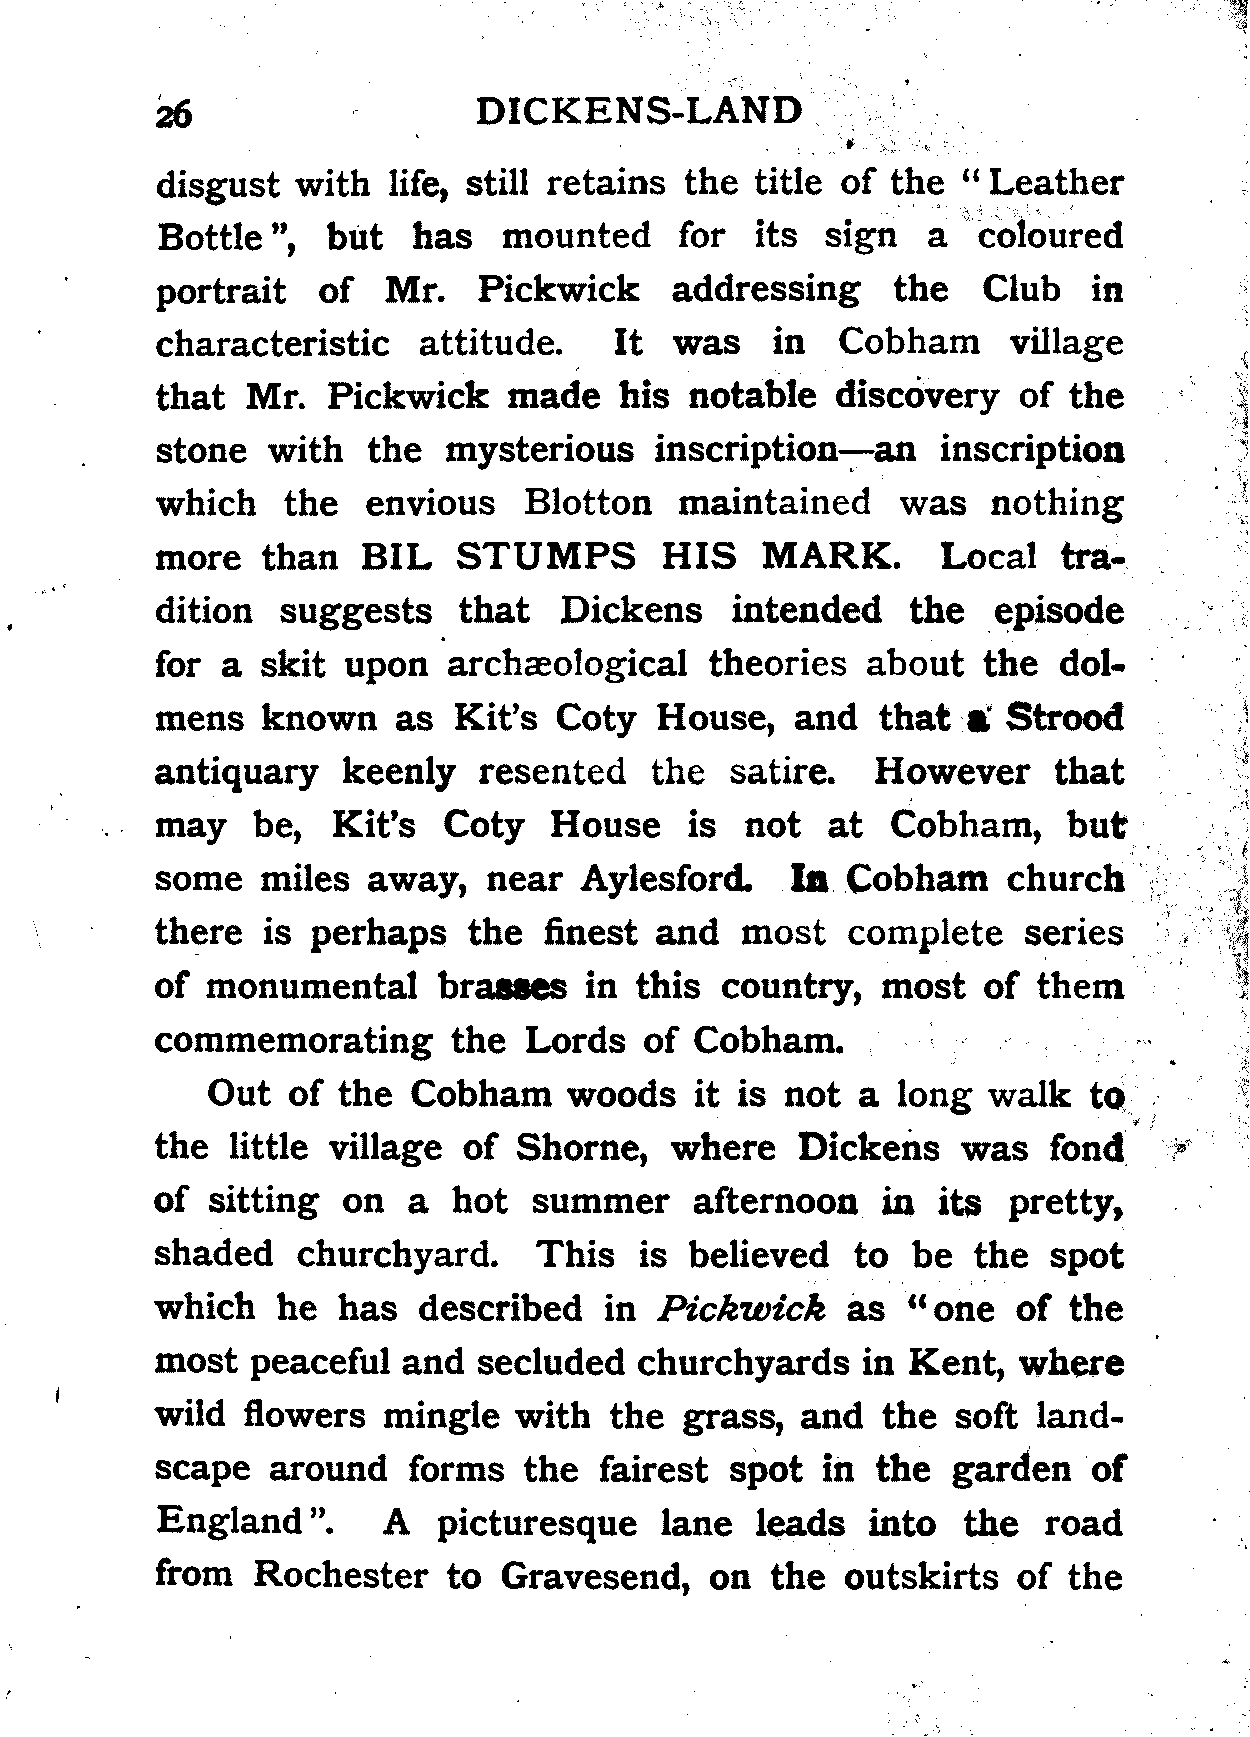 26 DICKENS-LAND
disgust with life, still retains the title of the “ Leather
Bottle ”, but has mounted for its sign a coloured
portrait of Mr. Pickwick addressing the Club in
characteristic attitude. It was in Cobham village
that Mr. Pickwick made his notable discovery of the
stone with the mysterious inscription—an inscription
which the envious Blotton maintained was nothing
more than BIL STUMPS HIS MARK. Local tra-
dition suggests that Dickens intended the episode
for a skit upon archæological theories about the dol-
mens known as Kit’s Coty House, and that a Strood
antiquary keenly resented the satire. However that
may be, Kit’s Coty House is not at Cobham, but
some miles away, near Aylesford. In Cobham church
there is perhaps the finest and most complete series
of monumental brasses in this country, most of them
commemorating the Lords of Cobham.
Out of the Cobham woods it is not a long walk to
the little village of Shorne, where Dickens was fond
of sitting on a hot summer afternoon in its pretty,
shaded churchyard. This is believed to be the spot
which he has described in Pickwick as “one of the
most peaceful and secluded churchyards in Kent, where
wild flowers mingle with the grass, and the soft land-
scape around forms the fairest spot in the garden of
England ”. A picturesque lane leads into the road
from Rochester to Gravesend, on the outskirts of the